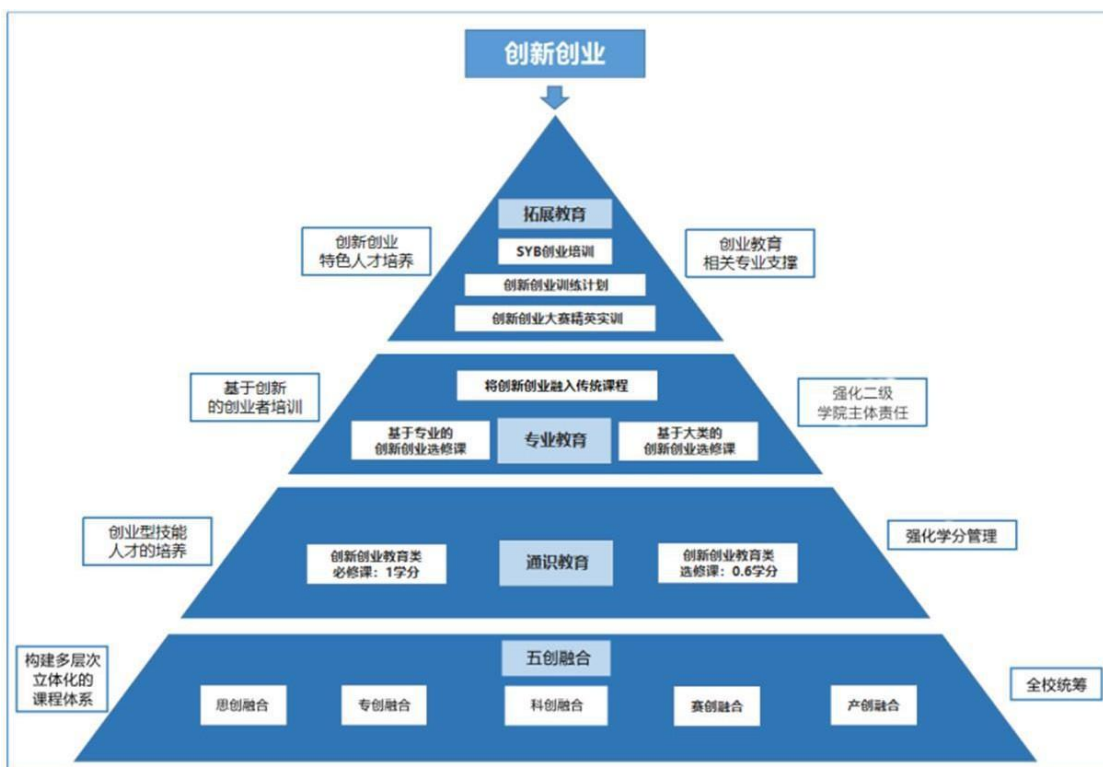 创新创业
拓展教育
SYB创业培训
创新创业训练计划
创新创业大赛精英实训
创新创业
特色人才培养
创业教育
相关专业支撑
将创新创业融入传统课程
基于专业的
创新创业选修课
专业教育
基于大类的
创新创业选修课
基于创新
的创业者培训
强化二级
学院主体责任
创新创业教育类
必修课：1学分
通识教育
创新创业教育类
选修课：0.6学分
创业型技能
人才的培养
强化学分管理
五创融合
思创融合
专创融合
科创融合
赛创融合
产创融合
构建多层次
立体化的
课程体系
全校统筹